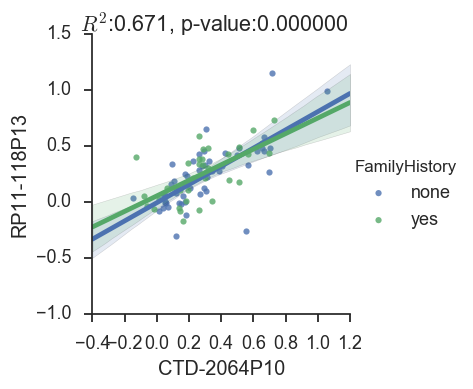 R²:0.671, p-value:0.000000
1.5
1.0
0.5
0.0
−0.5
−1.0
RP11-118P13
−0.4 −0.2 0.0 0.2 0.4 0.6 0.8 1.0 1.2
CTD-2064P10
FamilyHistory
none
yes